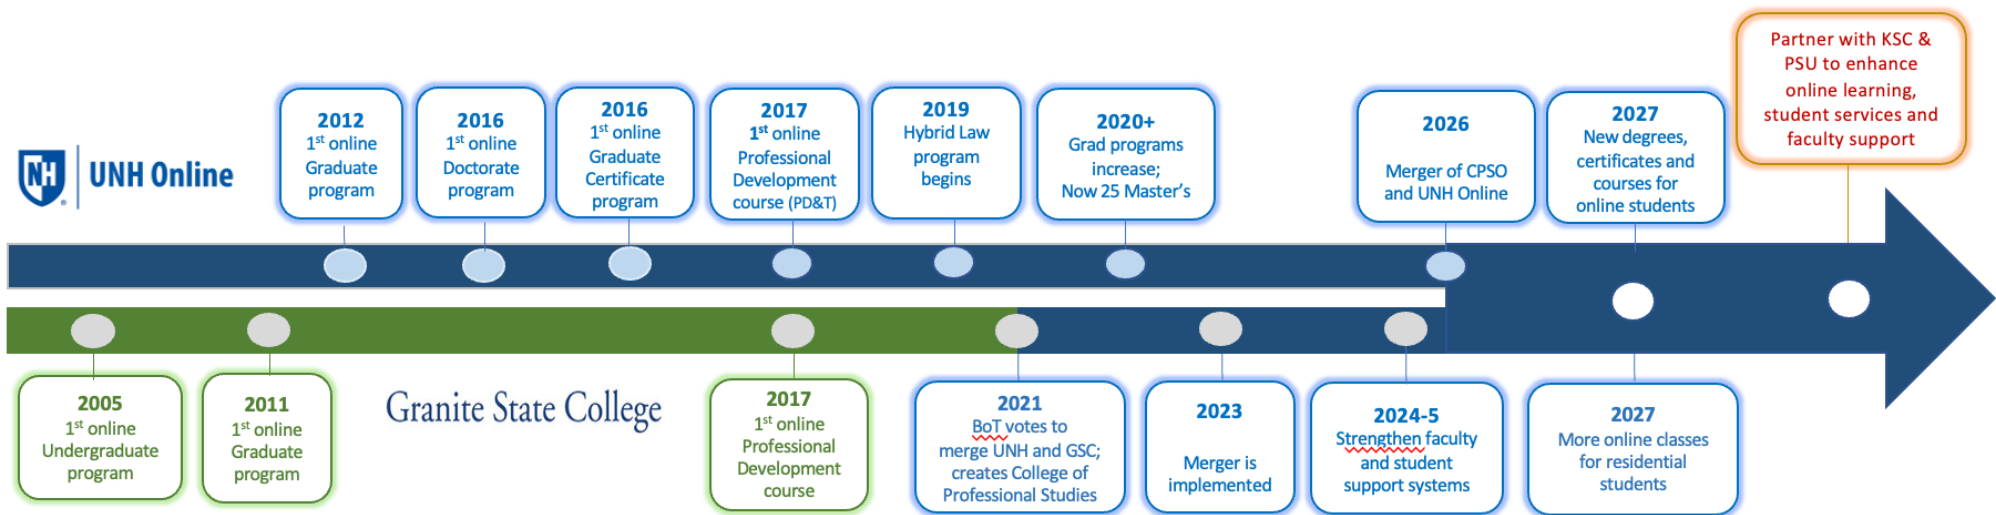 Partner with KSC &
PSU to enhance
online learning,
student services and
faculty support
NH
®
UNH Online
2012
1st online
Graduate
program
2016
1st online
Doctorate
program
2016
1st online
Graduate
Certificate
program
2017
1st online
Professional
Development
course (PD&T)
2019
Hybrid Law
program
begins
2020+
Grad programs
increase;
Now 25 Master’s
2026
Merger of CPSO
and UNH Online
2027
New degrees,
certificates and
courses for
online students
2005
1st online
Undergraduate
program
2011
1st online
Graduate
program
Granite State College
2017
1st online
Professional
Development
course
2021
BoT votes to
merge UNH and GSC;
creates College of
Professional Studies
2023
Merger is
implemented
2024-5
Strengthen faculty
and student
support systems
2027
More online classes
for residential
students